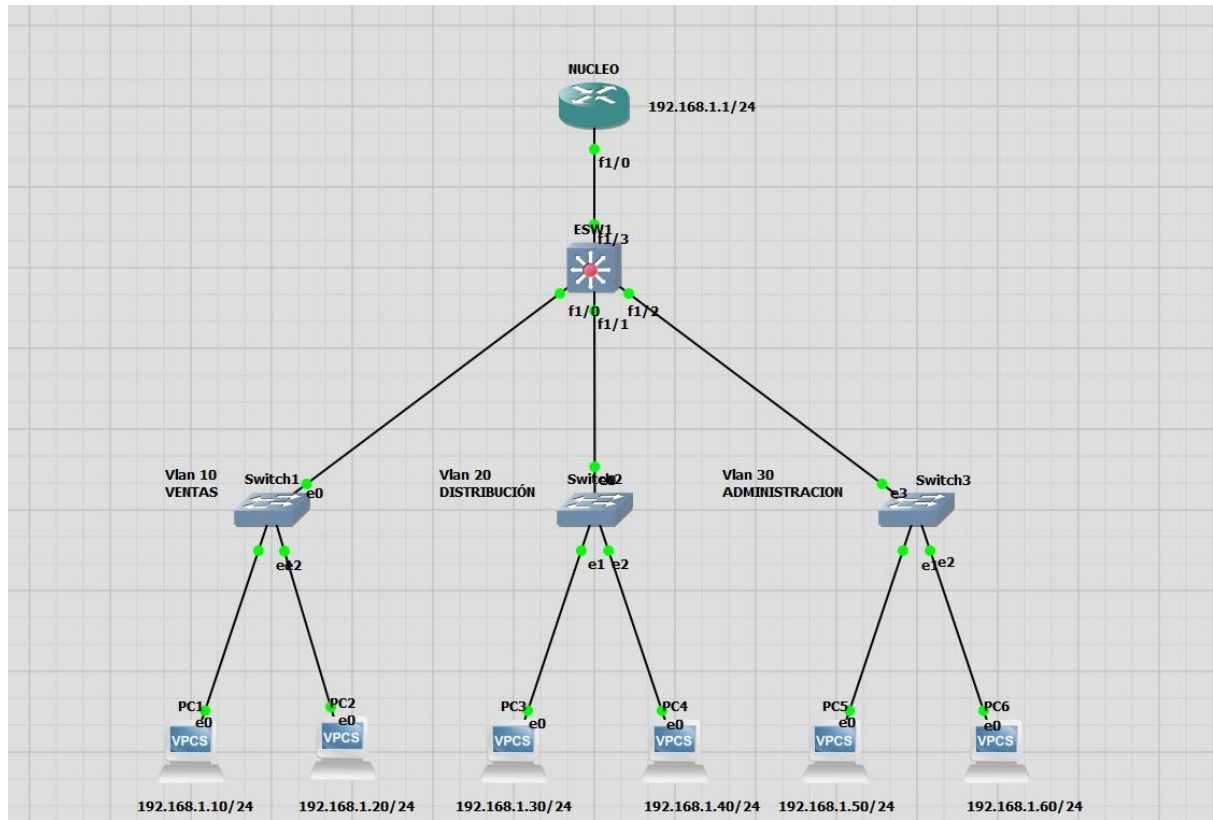 NUCLEO
192.168.1.1/24
f1/0
ESW1
f1/3
f1/0
f1/1
f1/2
Vlan 10
VENTAS
Switch1
e0
Vlan 20
DISTRIBUCIÓN
Switch2
Vlan 30
ADMINISTRACION
Switch3
e3
e2
e1
e2
e1
e2
PC1
e0
VPCS
PC2
e0
VPCS
PC3
e0
VPCS
PC4
e0
VPCS
PC5
e0
VPCS
PC6
e0
VPCS
192.168.1.10/24
192.168.1.20/24
192.168.1.30/24
192.168.1.40/24
192.168.1.50/24
192.168.1.60/24